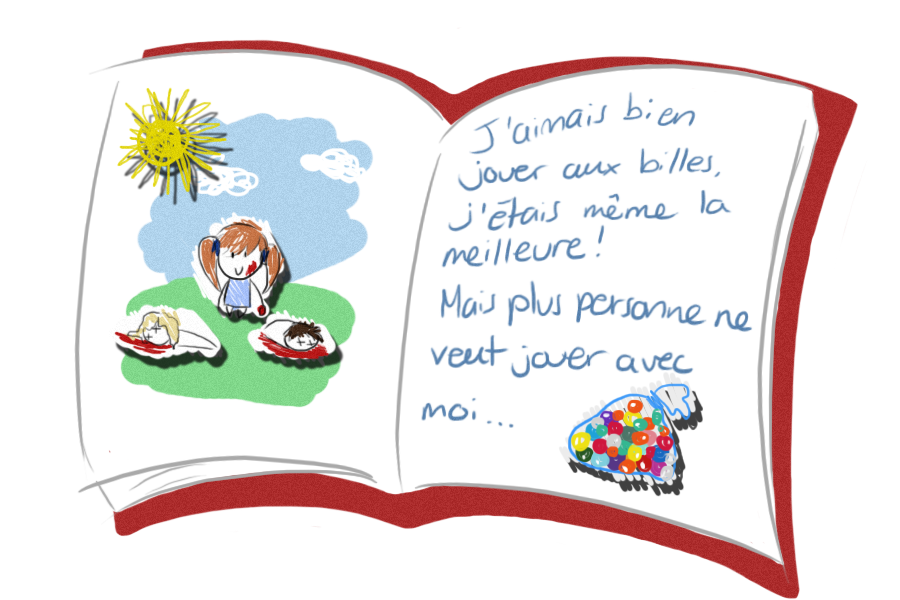 J'aimais bien
jouer aux billes,
j'étais même la
meilleure!
Mais plus personne ne
veut jouer avec
moi...